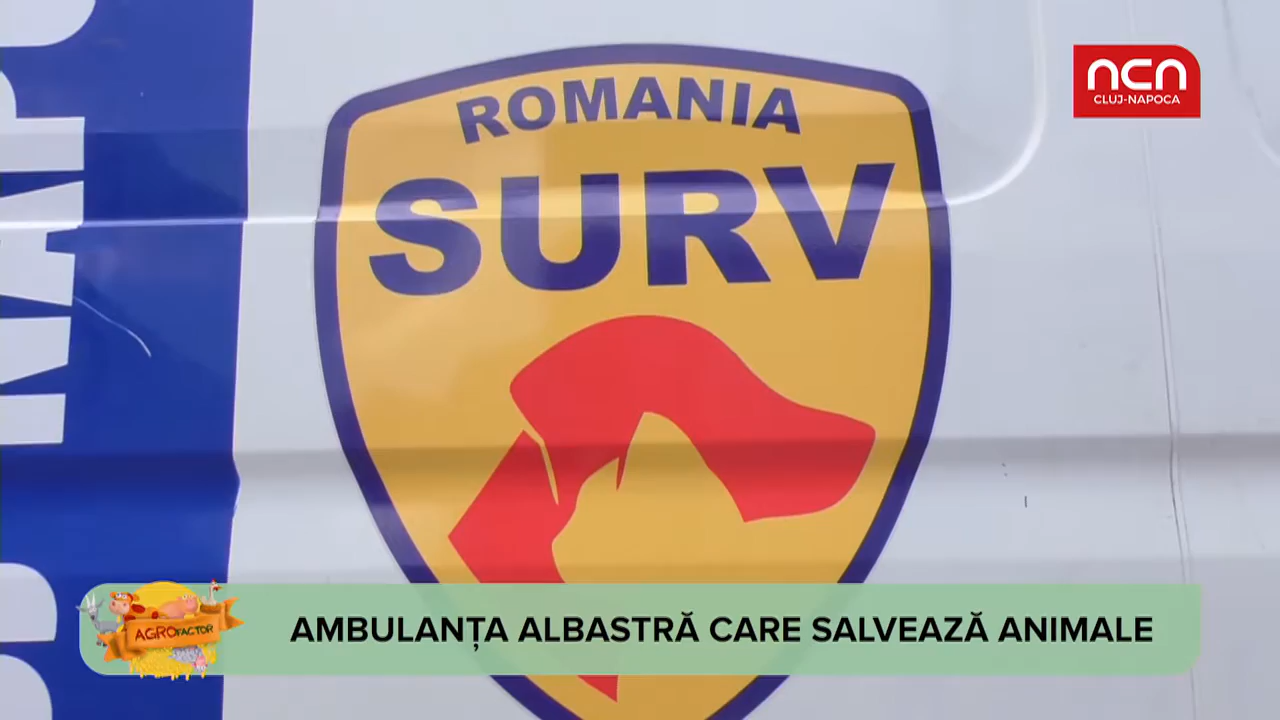 ncn
CLUJ-NAPOCA
ROMANIA
SURV
AGROFACTOR
AMBULANȚA ALBASTRĂ CARE SALVEAZĂ ANIMALE